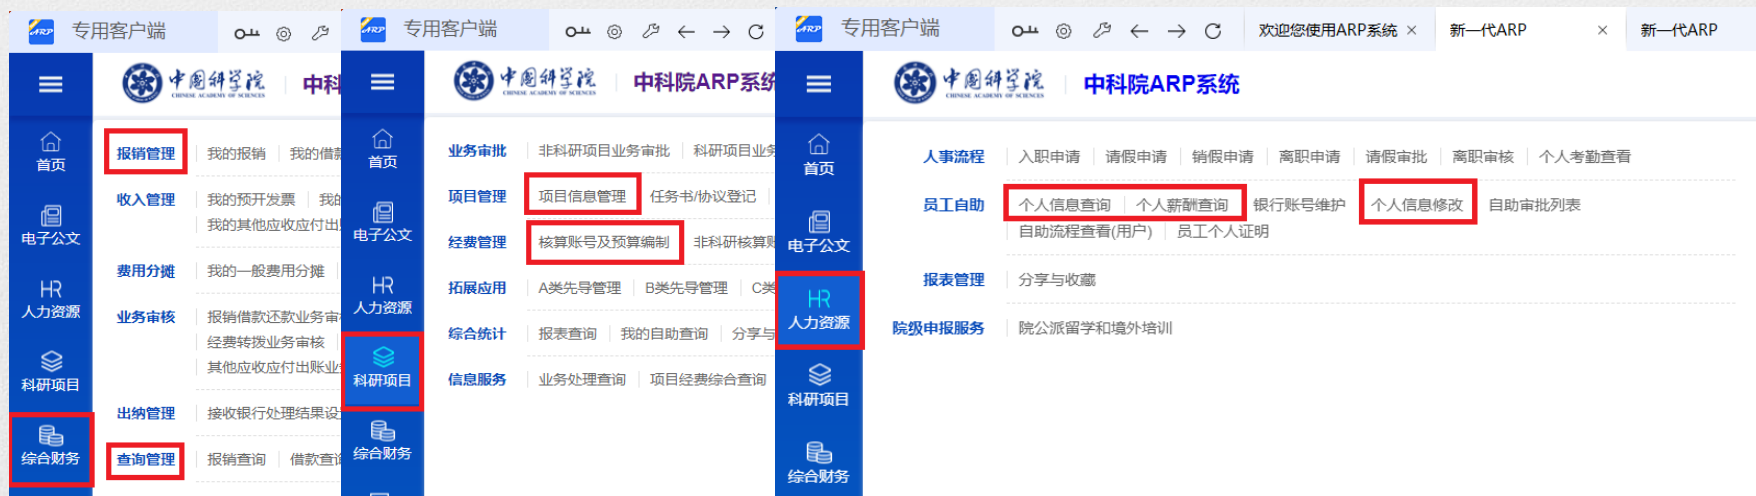 ARP 专用客户端
中国科学院
CHINESE ACADEMY OF SCIENCES
中科
首页
电子公文
HR
人力资源
科研项目
综合财务
报销管理 我的报销 我的借款
收入管理 我的预开发票
我的其他应收应付出
费用分摊 我的一般费用分摊
业务审核 报销借款还款业务审
经费转拨业务审核
其他应收应付出账业
出纳管理 接收银行处理结果设
查询管理 报销查询 借款查询
ARP 专用客户端
中国科学院
CHINESE ACADEMY OF SCIENCES
中科院ARP系统
首页
电子公文
HR
人力资源
科研项目
综合财务
业务审批 非科研项目业务审批 科研项目业务
项目管理 项目信息管理 任务书/协议登记
经费管理 核算账号及预算编制 非科研核算账
拓展应用 A类先导管理 B类先导管理 C类
综合统计 报表查询 我的自助查询 分享与
信息服务 业务处理查询 项目经费综合查询
ARP 专用客户端 欢迎您使用ARP系统 × 新一代ARP × 新一代ARP
中国科学院
CHINESE ACADEMY OF SCIENCES
中科院ARP系统
首页
电子公文
HR
人力资源
科研项目
综合财务
人事流程 入职申请 请假申请 销假申请 离职申请 请假审批 离职审核 个人考勤查看
员工自助 个人信息查询 个人薪酬查询 银行账号维护 个人信息修改 自助审批列表
自助流程查看(用户) 员工个人证明
报表管理 分享与收藏
院级申报服务 院公派留学和境外培训